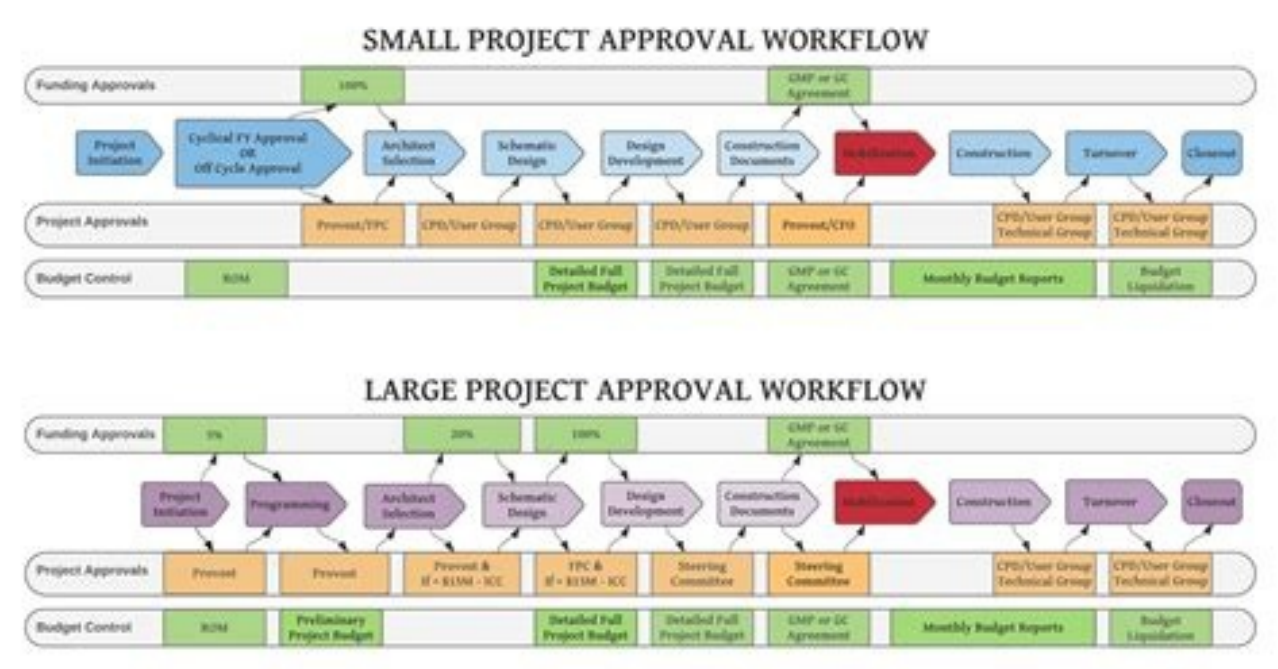 SMALL PROJECT APPROVAL WORKFLOW
Funding Approvals
100%
GMP or GC
Agreement
Project
Initiation
Cyclical FY Approval
OR
Off Cycle Approval
Architect
Selection
Schematic
Design
Design
Development
Construction
Documents
Mobilization
Construction
Turnover
Closeout
Project Approvals
Provost/FPC
CPD/User Group
CPD/User Group
CPD/User Group
Provost/CFO
CPD/User Group
Technical Group
CPD/User Group
Technical Group
Budget Control
ROM
Detailed Full
Project Budget
Detailed Full
Project Budget
GMP or GC
Agreement
Monthly Budget Reports
Budget
Liquidation
LARGE PROJECT APPROVAL WORKFLOW
Funding Approvals
5%
20%
100%
GMP or GC
Agreement
Project
Initiation
Programming
Architect
Selection
Schematic
Design
Design
Development
Construction
Documents
Mobilization
Construction
Turnover
Closeout
Project Approvals
Provost
Provost
Provost &
If + $15M - ICC
FPC &
If + $15M - ICC
Steering
Committee
Steering
Committee
CPD/User Group
Technical Group
CPD/User Group
Technical Group
Budget Control
ROM
Preliminary
Project Budget
Detailed Full
Project Budget
Detailed Full
Project Budget
GMP or GC
Agreement
Monthly Budget Reports
Budget
Liquidation